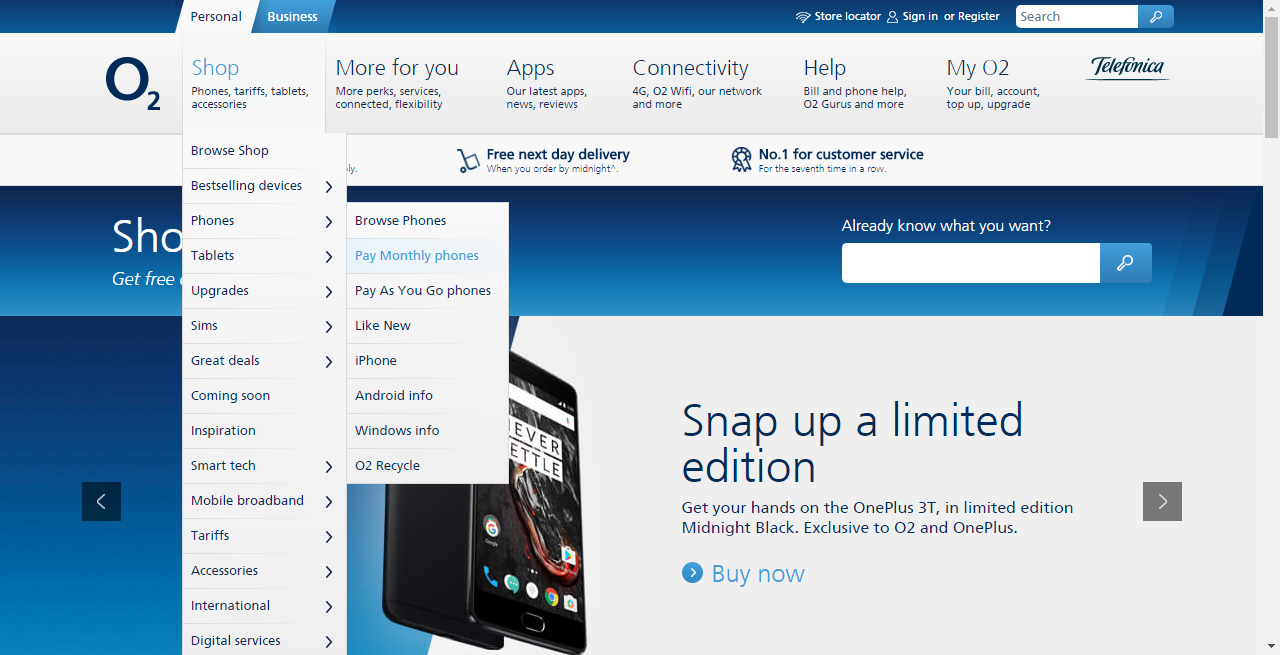 Personal
Business
Store locator
Sign in or Register
Search
O2
Shop
Phones, tariffs, tablets,
accessories
More for you
More perks, services,
connected, flexibility
Apps
Our latest apps,
news, reviews
Connectivity
4G, O2 Wifi, our network
and more
Help
Bill and phone help,
O2 Gurus and more
My O2
Your bill, account,
top up, upgrade
Telefónica
Free next day delivery
When you order by midnight^.
No.1 for customer service
For the seventh time in a row.
Browse Shop
Bestselling devices
Phones
Tablets
Upgrades
Sims
Great deals
Coming soon
Inspiration
Smart tech
Mobile broadband
Tariffs
Accessories
International
Digital services
Browse Phones
Pay Monthly phones
Pay As You Go phones
Like New
iPhone
Android info
Windows info
O2 Recycle
Sho
Get free
Already know what you want?
Snap up a limited
edition
Get your hands on the OnePlus 3T, in limited edition
Midnight Black. Exclusive to O2 and OnePlus.
Buy now
Google